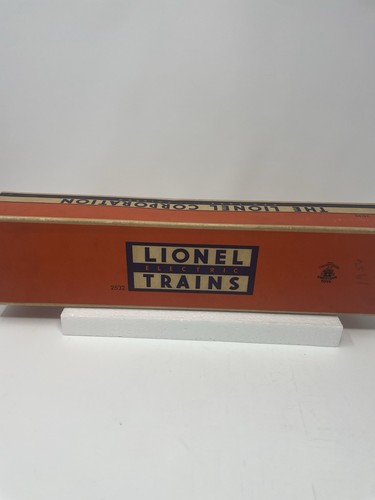 THE LIONEL CORPORATION
LIONEL
ELECTRIC
TRAINS
2532